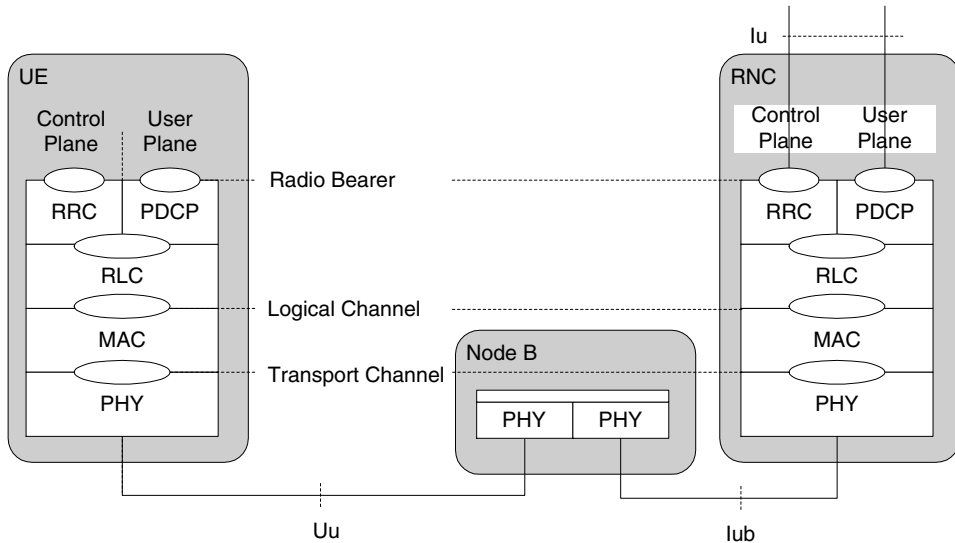 Iu
UE
RNC
Control
Plane
User
Plane
Control
Plane
User
Plane
Radio Bearer
RRC
PDCP
RRC
PDCP
RLC
RLC
Logical Channel
MAC
MAC
Node B
Transport Channel
PHY
PHY
PHY
PHY
Uu
Iub